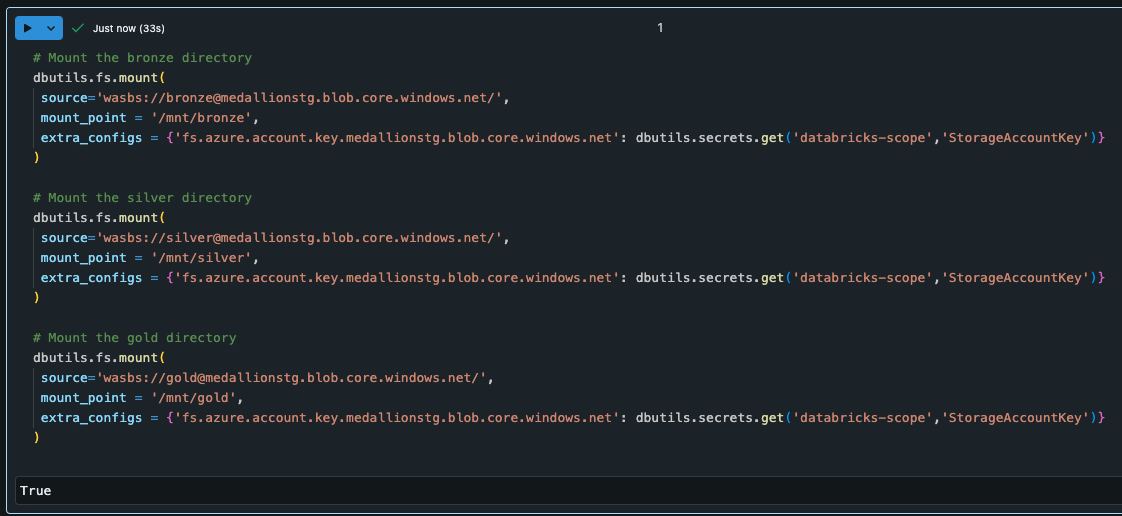 Just now (33s)
1
# Mount the bronze directory
dbutils.fs.mount(
source='wasbs://bronze@medallionstg.blob.core.windows.net/',
mount_point = '/mnt/bronze',
extra_configs = {'fs.azure.account.key.medallionstg.blob.core.windows.net': dbutils.secrets.get('databricks-scope','StorageAccountKey')}
)
# Mount the silver directory
dbutils.fs.mount(
source='wasbs://silver@medallionstg.blob.core.windows.net/',
mount_point = '/mnt/silver',
extra_configs = {'fs.azure.account.key.medallionstg.blob.core.windows.net': dbutils.secrets.get('databricks-scope','StorageAccountKey')}
)
# Mount the gold directory
dbutils.fs.mount(
source='wasbs://gold@medallionstg.blob.core.windows.net/',
mount_point = '/mnt/gold',
extra_configs = {'fs.azure.account.key.medallionstg.blob.core.windows.net': dbutils.secrets.get('databricks-scope','StorageAccountKey')}
)
True